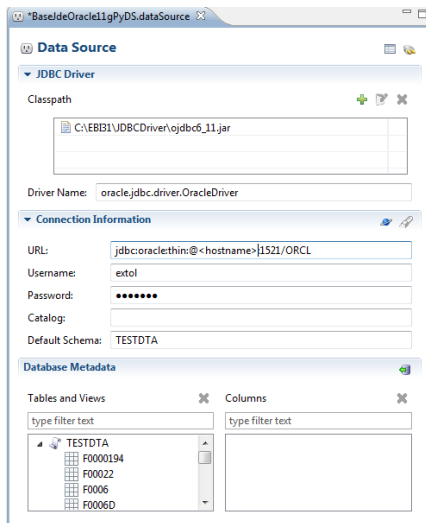 *BaseJdeOracle11gPyDS.dataSource
Data Source
JDBC Driver
Classpath
C:\EBI31\JDBCDriver\ojdbc6_11.jar
Driver Name: oracle.jdbc.driver.OracleDriver
Connection Information
URL: jdbc:oracle:thin:@<hostname>:1521/ORCL
Username: extol
Password: •••••••
Catalog:
Default Schema: TESTDTA
Database Metadata
Tables and Views Columns
type filter text type filter text
TESTDTA
F0000194
F00022
F0006
F0006D